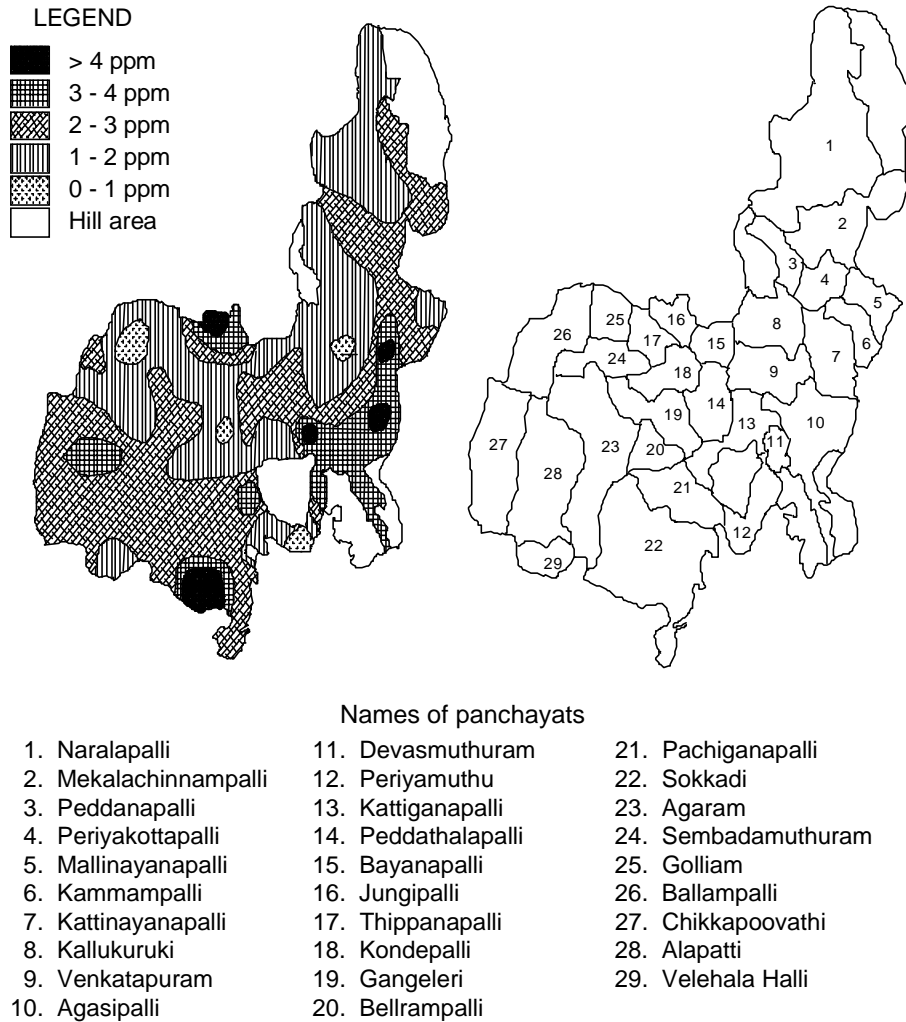 LEGEND
> 4 ppm
3 - 4 ppm
2 - 3 ppm
1 - 2 ppm
0 - 1 ppm
Hill area
1
2
3
4
5
6
7
8
9
10
11
12
13
14
15
16
17
18
19
20
21
22
23
24
25
26
27
28
29
Names of panchayats
1. Naralapalli
2. Mekalachinnampalli
3. Peddanapalli
4. Periyakottapalli
5. Mallinayanapalli
6. Kammampalli
7. Kattinayanapalli
8. Kallukuruki
9. Venkatapuram
10. Agasipalli
11. Devasmuthuram
12. Periyamuthu
13. Kattiganapalli
14. Peddathalapalli
15. Bayanapalli
16. Jungipalli
17. Thippanapalli
18. Kondepalli
19. Gangeleri
20. Bellrampalli
21. Pachiganapalli
22. Sokkadi
23. Agaram
24. Sembadamuthuram
25. Golliam
26. Ballampalli
27. Chikkapoovathi
28. Alapatti
29. Velehala Halli